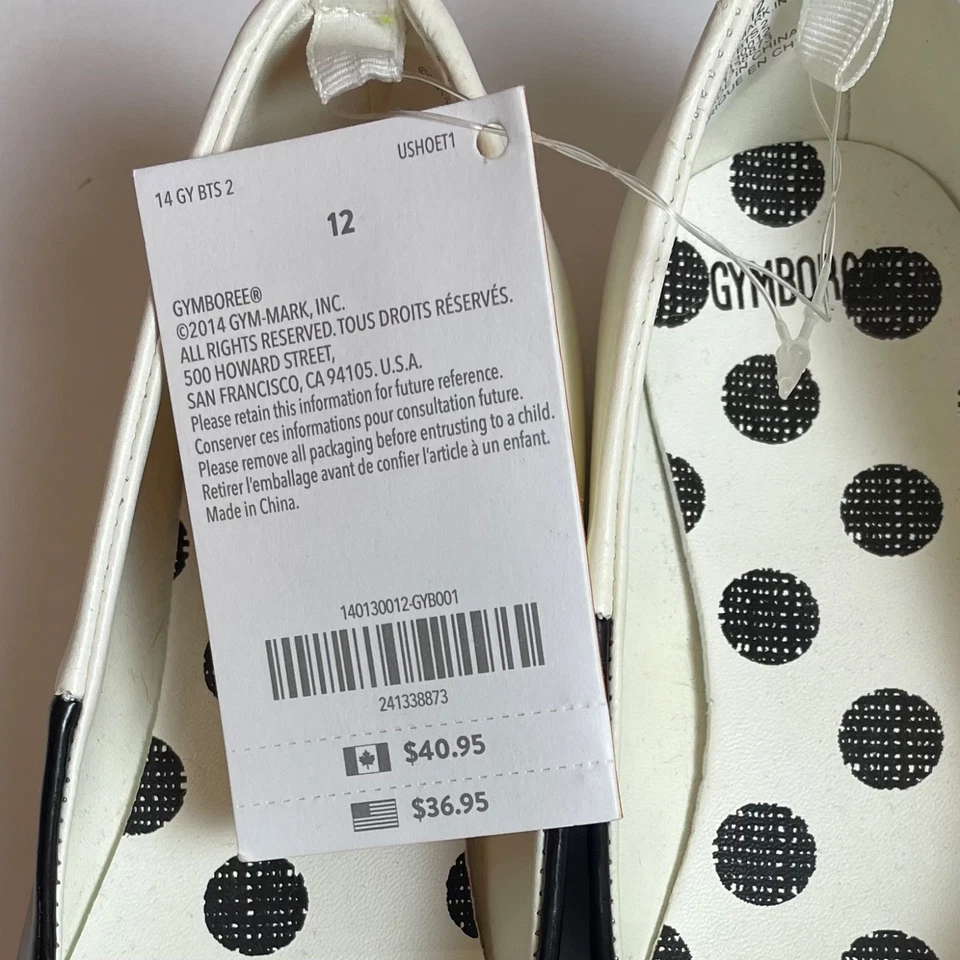 14 GY BTS 2
USHOET1
12
GYMBOREE®
©2014 GYM-MARK, INC.
ALL RIGHTS RESERVED. TOUS DROITS RÉSERVÉS.
500 HOWARD STREET,
SAN FRANCISCO, CA 94105. U.S.A.
Please retain this information for future reference.
Conserver ces informations pour consultation future.
Please remove all packaging before entrusting to a child.
Retirer l'emballage avant de confier l'article à un enfant.
Made in China.
140130012-GYB001
241338873
$40.95
$36.95
GYMBORE